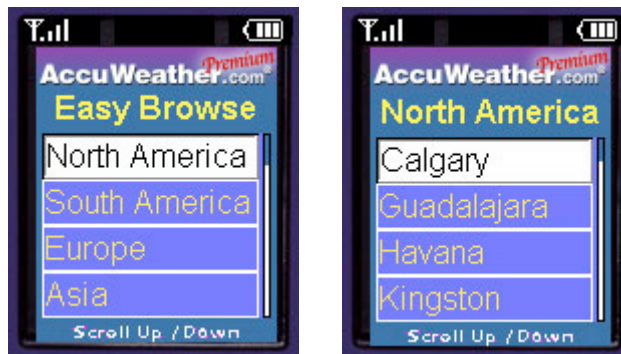 Premium
AccuWeather.com
Easy Browse
North America
South America
Europe
Asia
Scroll Up / Down
Premium
AccuWeather.com
North America
Calgary
Guadalajara
Havana
Kingston
Scroll Up / Down